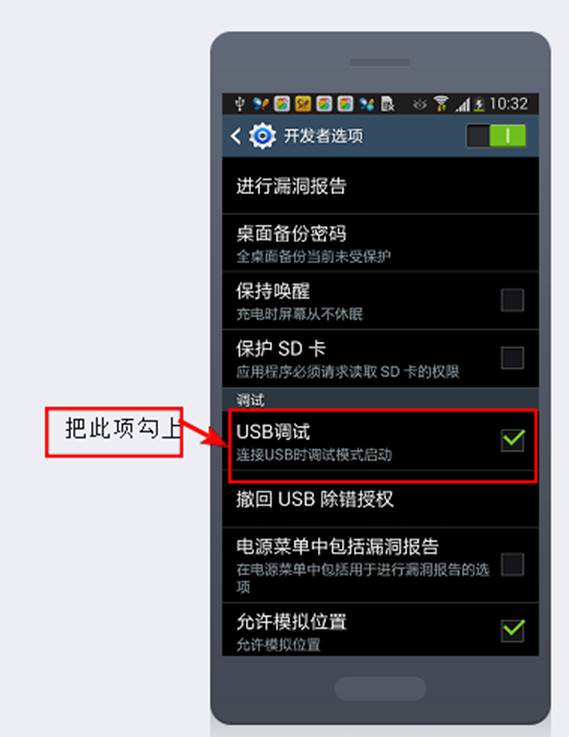 10:32
开发者选项
进行漏洞报告
桌面备份密码
全桌面备份当前未受保护
保持唤醒
充电时屏幕从不休眠
保护 SD 卡
应用程序必须请求读取 SD 卡的权限
调试
把此项勾上
USB调试
连接USB时调试模式启动
撤回 USB 除错授权
电源菜单中包括漏洞报告
在电源菜单中包括用于进行漏洞报告的选
项
允许模拟位置
允许模拟位置